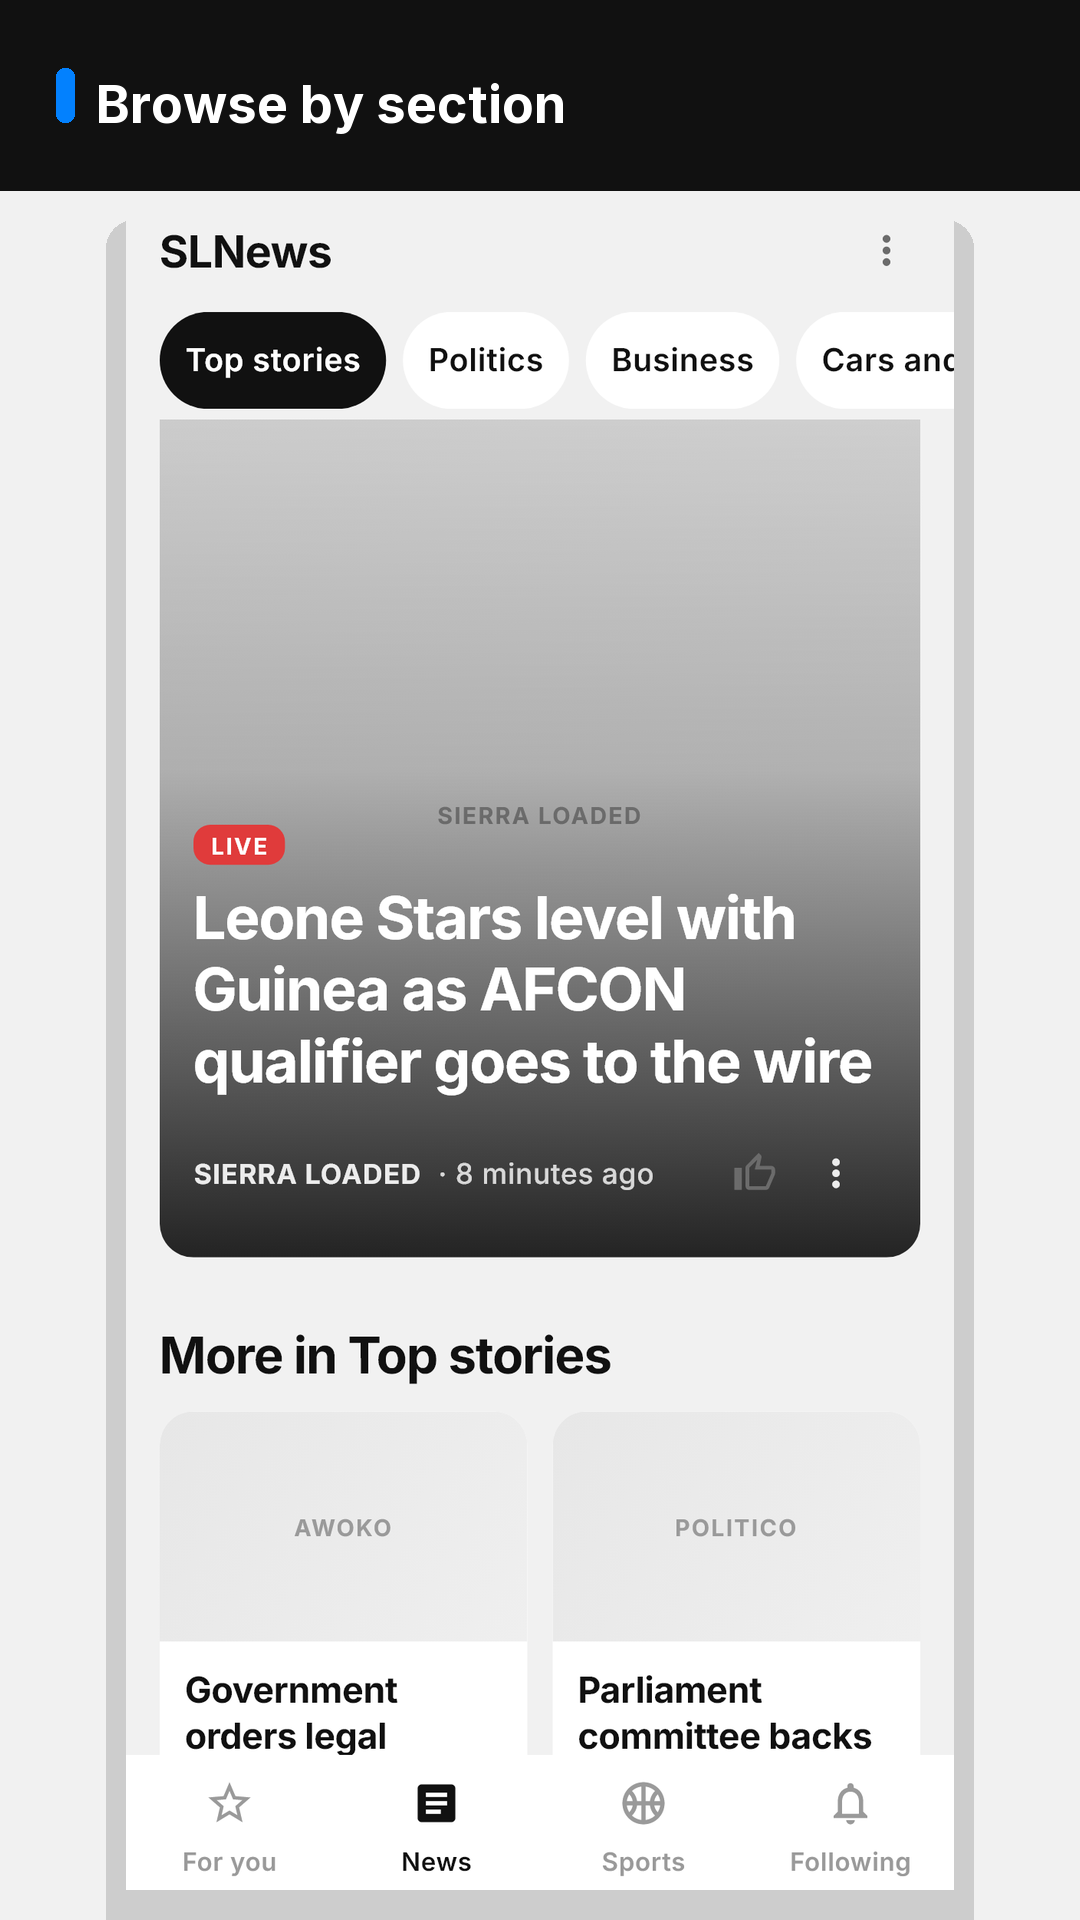 Browse by section
SLNews
Top stories
Politics
Business
Cars and
SIERRA LOADED
LIVE
Leone Stars level with
Guinea as AFCON
qualifier goes to the wire
SIERRA LOADED · 8 minutes ago
More in Top stories
AWOKO
POLITICO
Government
orders legal
Parliament
committee backs
For you
News
Sports
Following